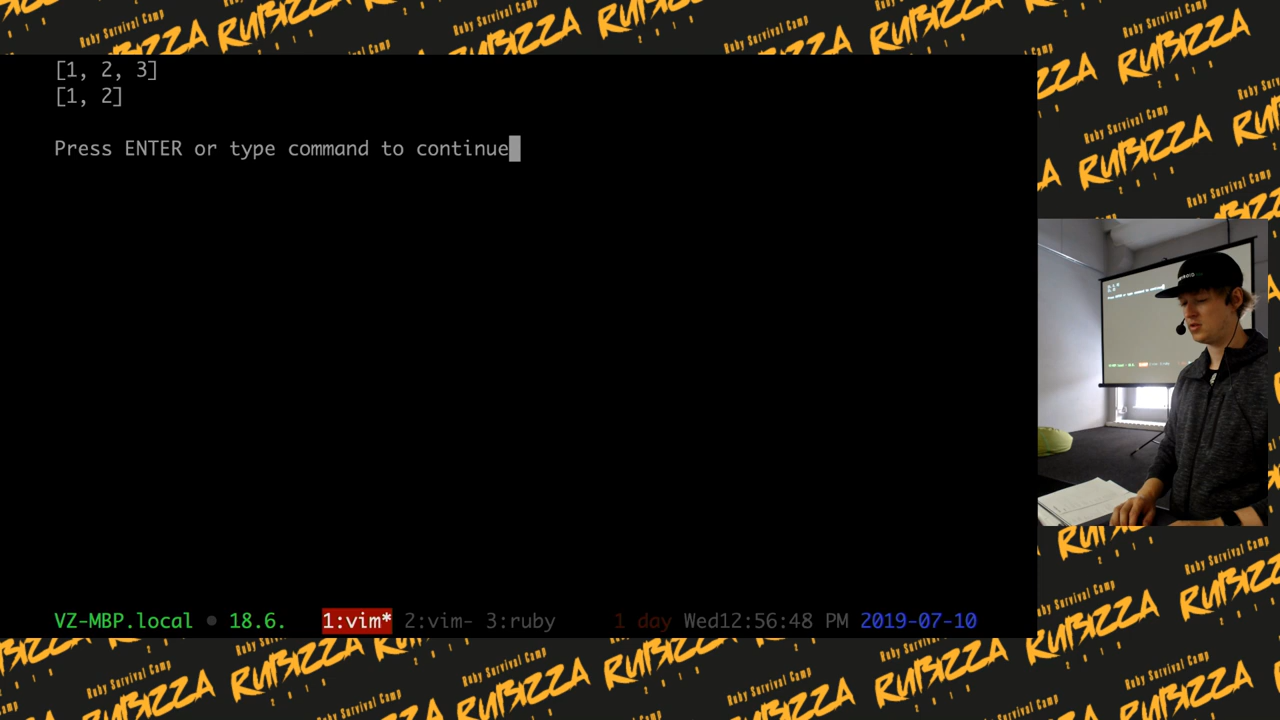 [1, 2, 3]
[1, 2]
Press ENTER or type command to continue
VZ-MBP.local • 18.6. 1:vim* 2:vim- 3:ruby 1 day Wed12:56:48 PM 2019-07-10
Ruby Survival Camp
RUBIZZA
2019